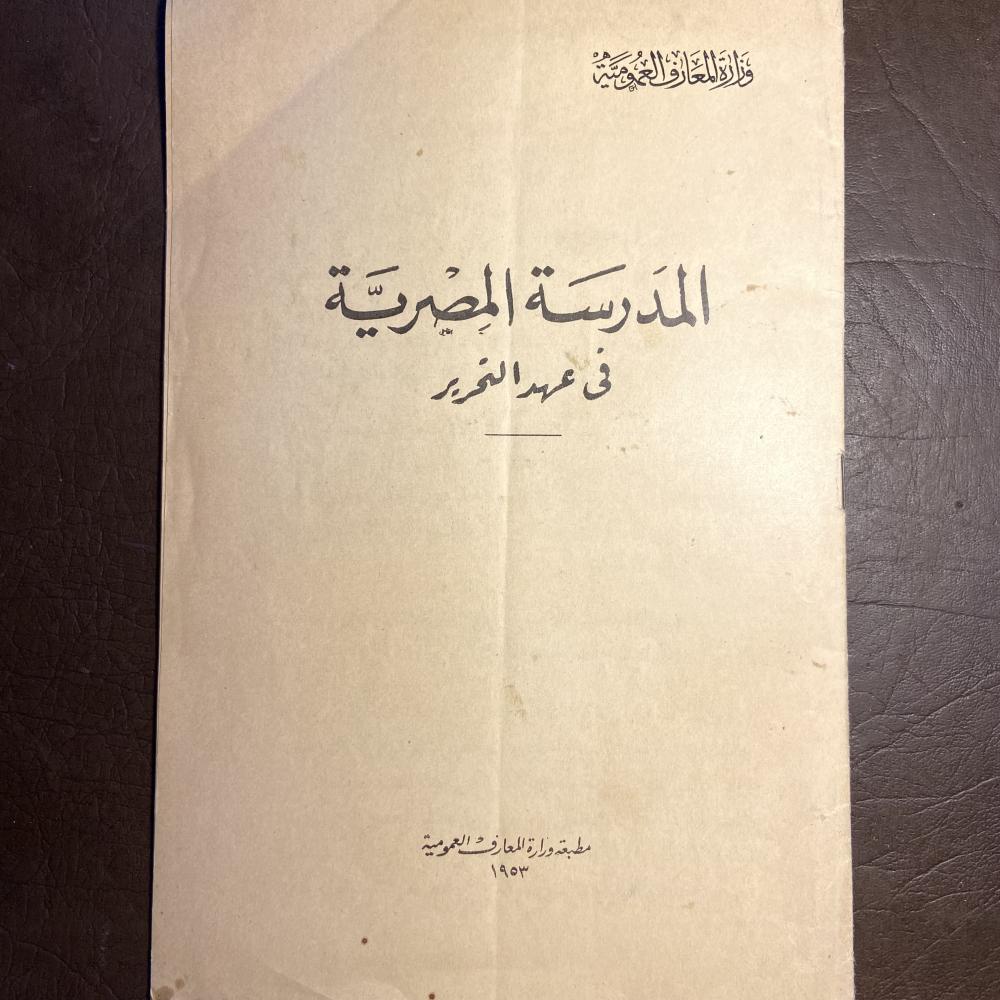 وزارة المعارف العمومية
المدرسة المصرية
فى عهد التحرير
مطبعة وزارة المعارف العمومية
١٩٥٣